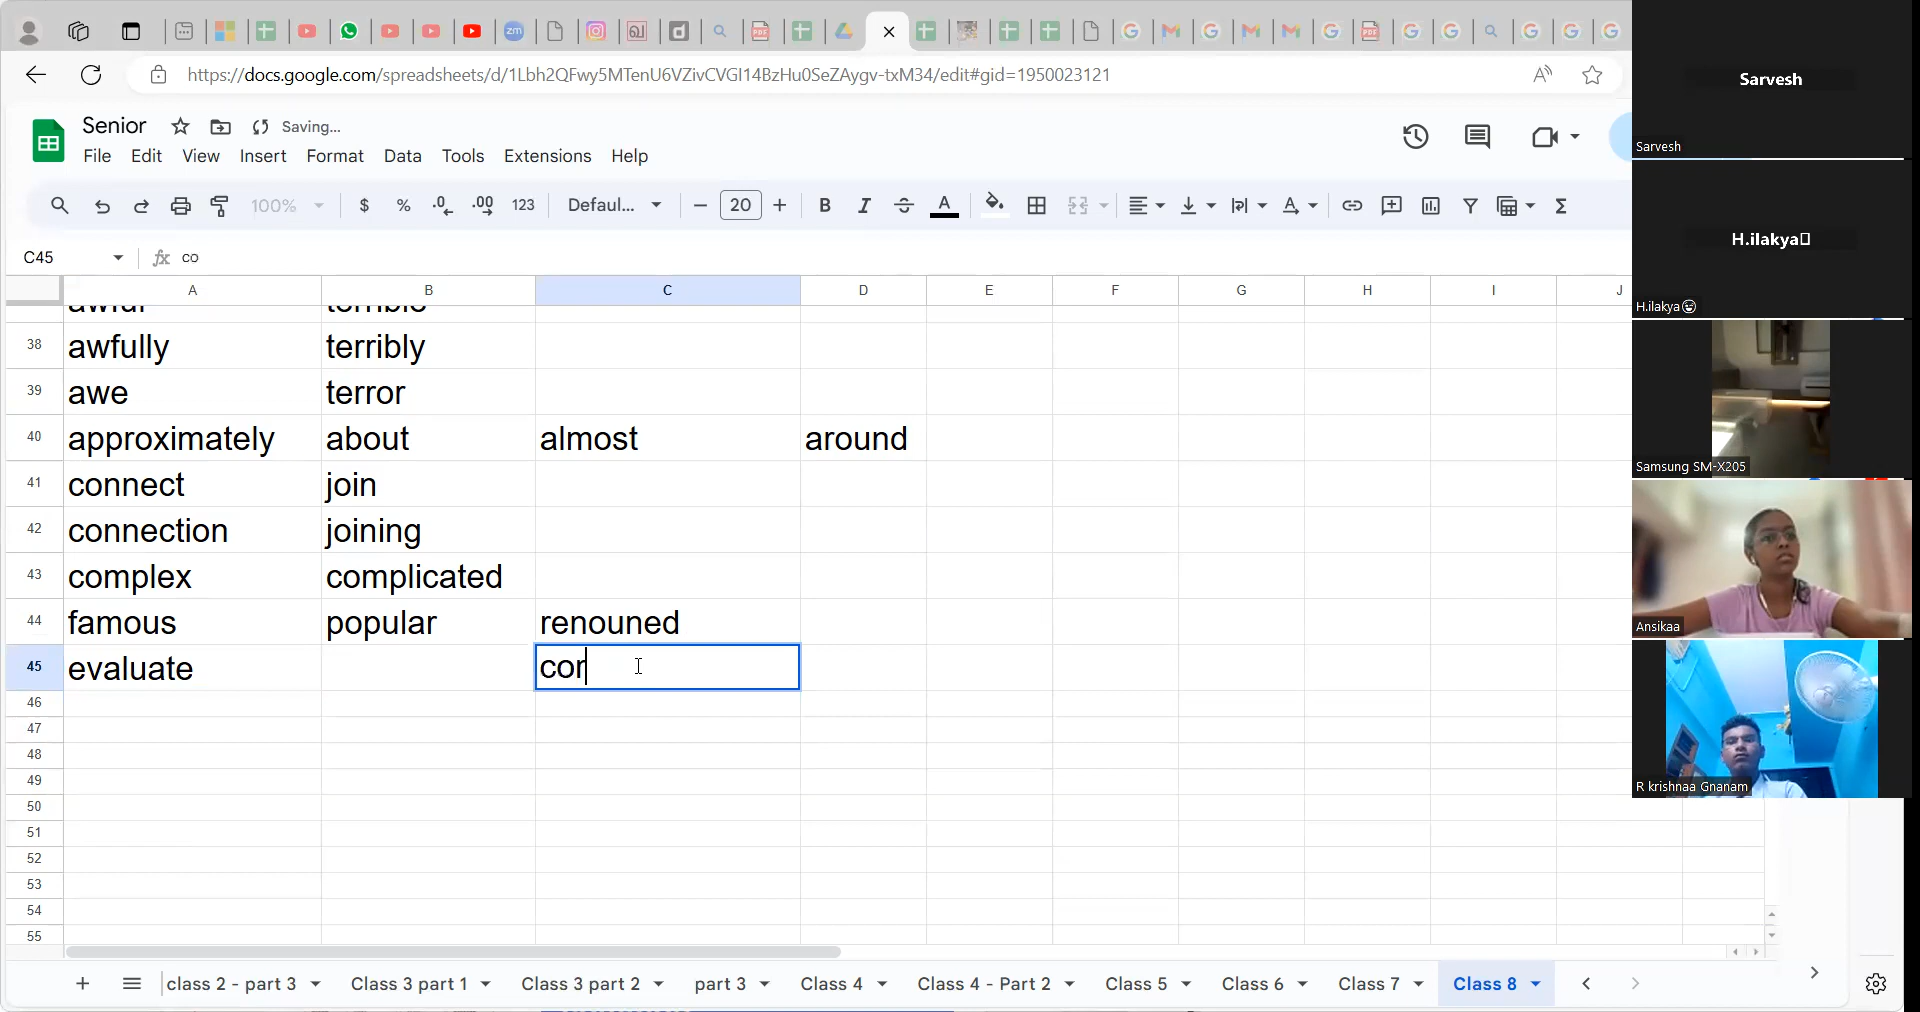 zm
https://docs.google.com/spreadsheets/d/1Lbh2QFwy5MTenU6VZivCVGI14BzHu0SeZAygv-txM34/edit#gid=1950023121
Senior Saving...
File Edit View Insert Format Data Tools Extensions Help
100% $ % .0 .00 123 Defaul... 20 B I A Σ
C45 fx co
A B C D E F G H I J
awful terrible
38 awfully terribly
39 awe terror
40 approximately about almost around
41 connect join
42 connection joining
43 complex complicated
44 famous popular renouned
45 evaluate cor
46
47
48
49
50
51
52
53
54
55
class 2 - part 3 Class 3 part 1 Class 3 part 2 part 3 Class 4 Class 4 - Part 2 Class 5 Class 6 Class 7 Class 8
Sarvesh
Sarvesh
H.ilakya
H.ilakya
Samsung SM-X205
Ansikaa
R krishnaa Gnanam